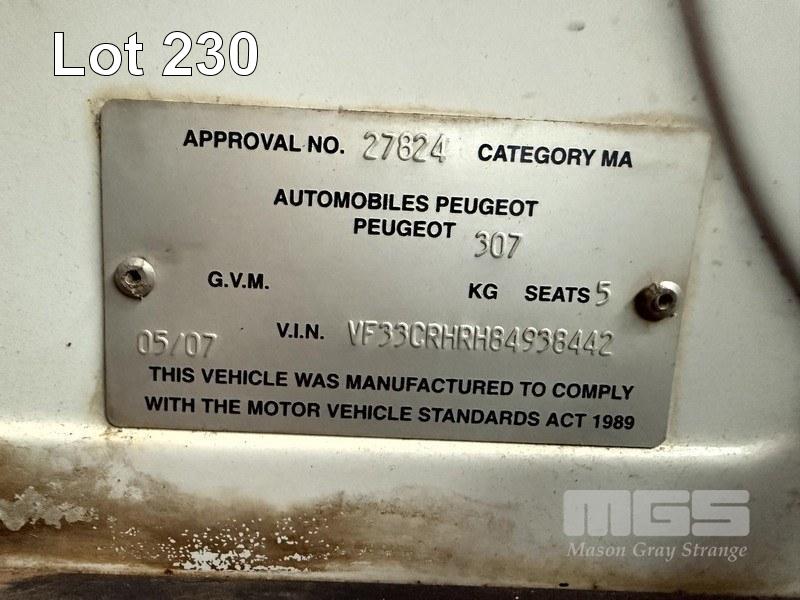 Lot 230
APPROVAL NO. 27824 CATEGORY MA
AUTOMOBILES PEUGEOT
PEUGEOT 307
G.V.M. KG SEATS 5
05/07 V.I.N. VF33CRHRH84938442
THIS VEHICLE WAS MANUFACTURED TO COMPLY
WITH THE MOTOR VEHICLE STANDARDS ACT 1989
MGS
Mason Gray Strange